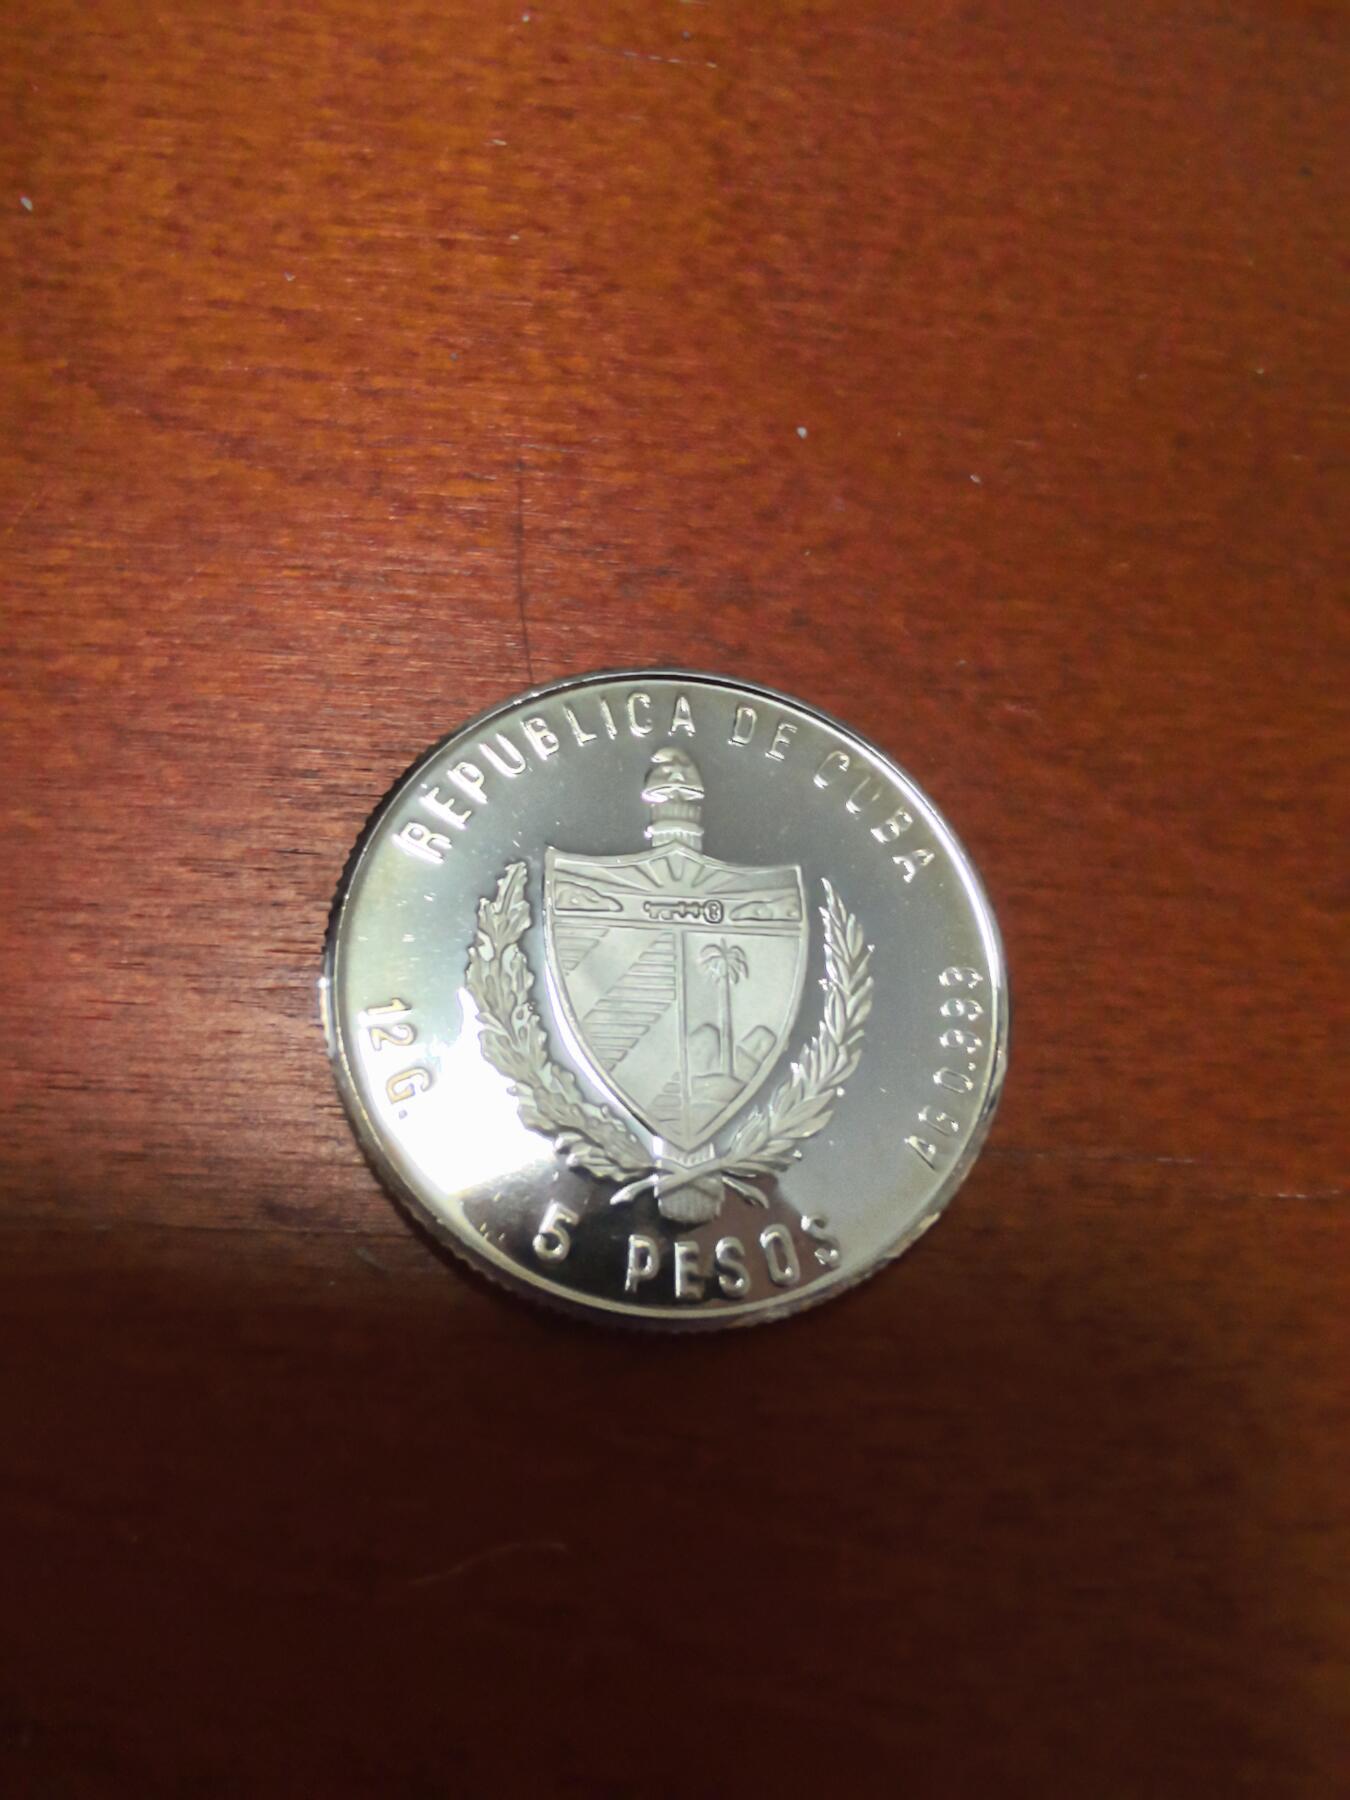 REPUBLICA DE CUBA
12 G.
AG 0.999
5 PESOS